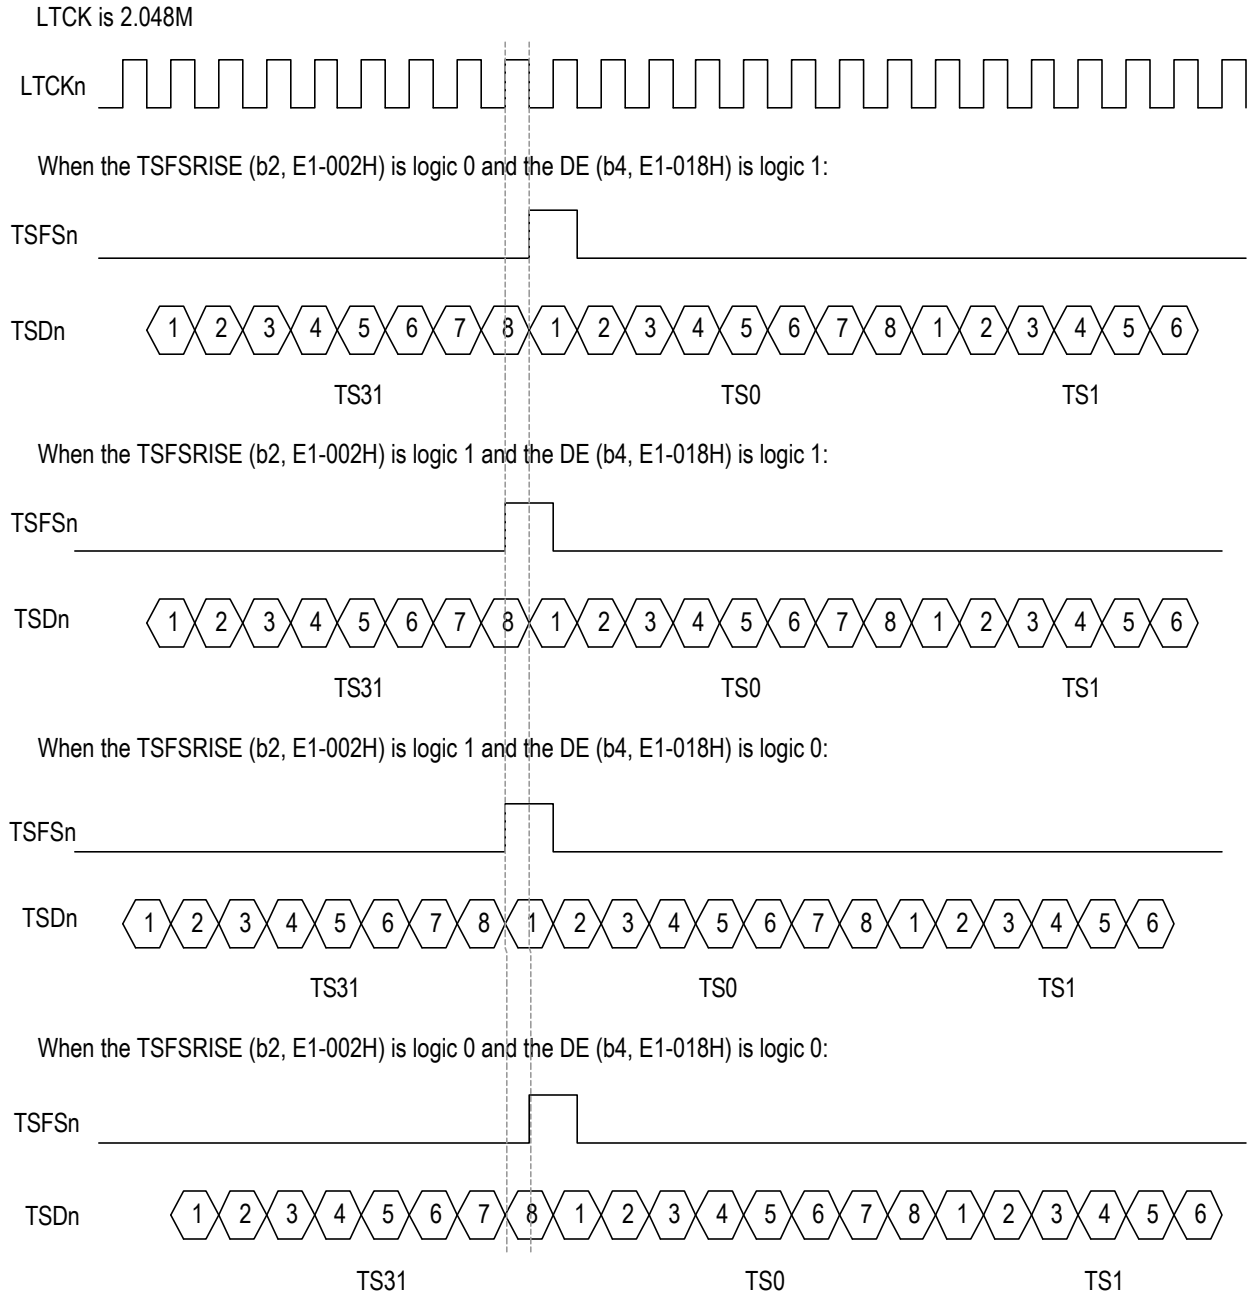 LTCK is 2.048M
LTCKn
When the TSFSRISE (b2, E1-002H) is logic 0 and the DE (b4, E1-018H) is logic 1:
TSFSn
TSDn 1 2 3 4 5 6 7 8 1 2 3 4 5 6 7 8 1 2 3 4 5 6
TS31 TS0 TS1
When the TSFSRISE (b2, E1-002H) is logic 1 and the DE (b4, E1-018H) is logic 1:
TSFSn
TSDn 1 2 3 4 5 6 7 8 1 2 3 4 5 6 7 8 1 2 3 4 5 6
TS31 TS0 TS1
When the TSFSRISE (b2, E1-002H) is logic 1 and the DE (b4, E1-018H) is logic 0:
TSFSn
TSDn 1 2 3 4 5 6 7 8 1 2 3 4 5 6 7 8 1 2 3 4 5 6
TS31 TS0 TS1
When the TSFSRISE (b2, E1-002H) is logic 0 and the DE (b4, E1-018H) is logic 0:
TSFSn
TSDn 1 2 3 4 5 6 7 8 1 2 3 4 5 6 7 8 1 2 3 4 5 6
TS31 TS0 TS1